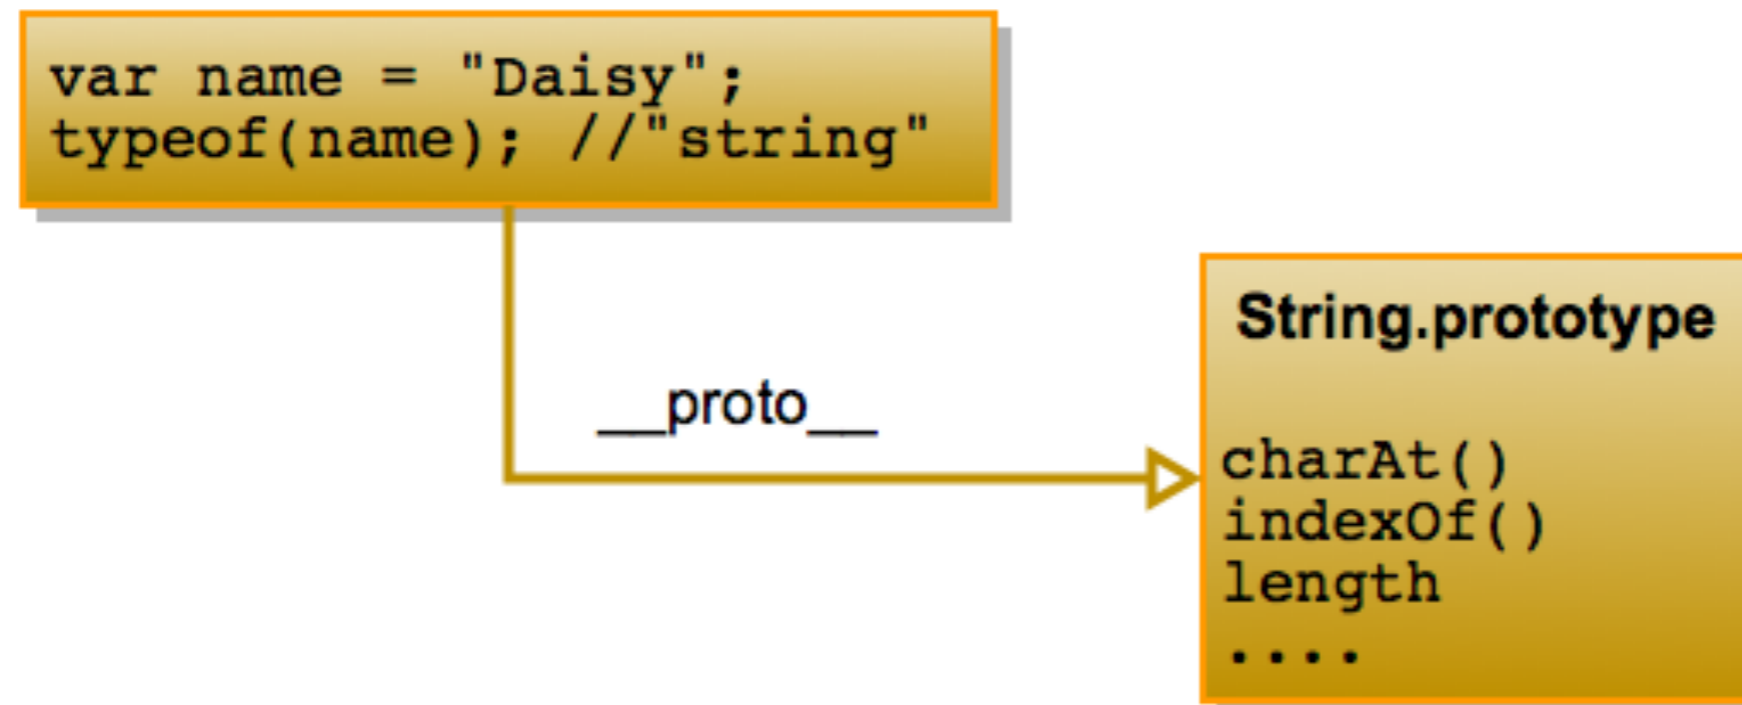 var name = "Daisy";
typeof(name); //"string"
__proto__
String.prototype
charAt()
indexOf()
length
....